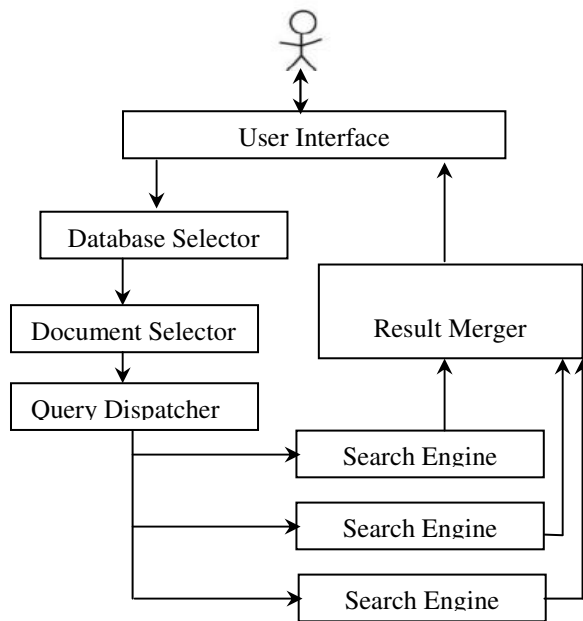 User Interface
Database Selector
Document Selector
Result Merger
Query Dispatcher
Search Engine
Search Engine
Search Engine